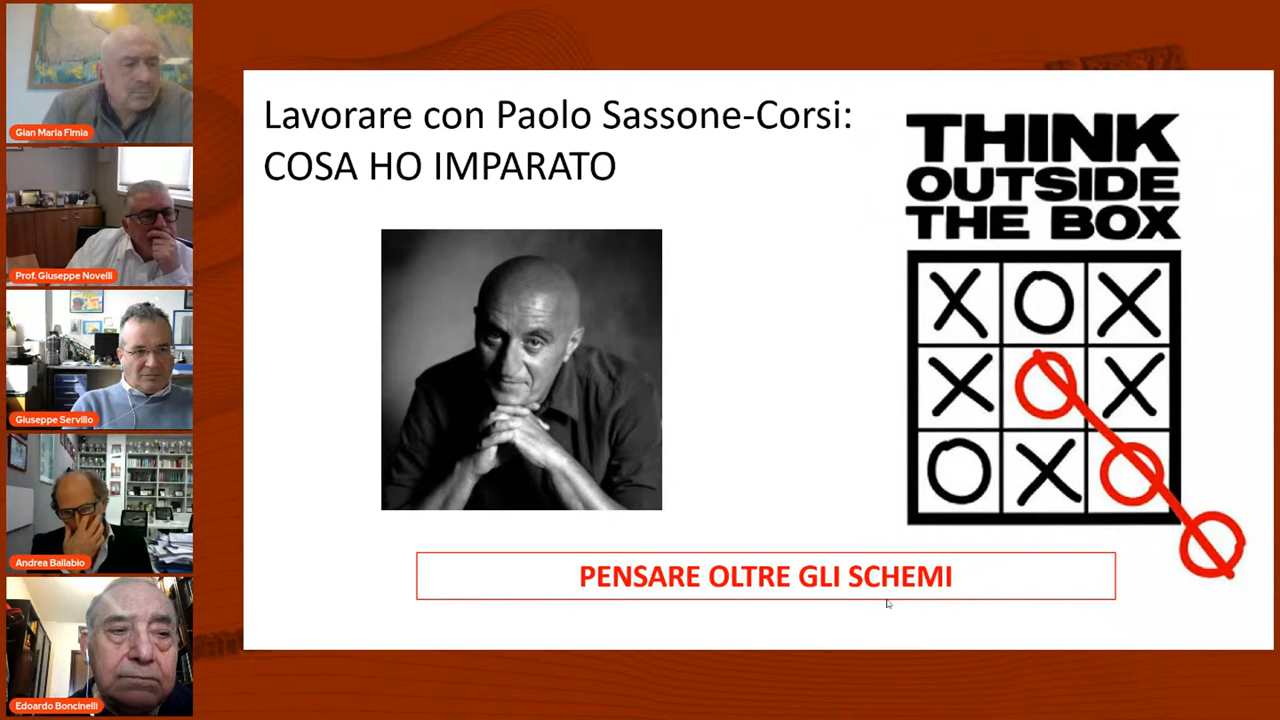 Gian Maria Fimia
Prof. Giuseppe Novelli
Giuseppe Servillo
Andrea Ballabio
Edoardo Boncinelli
Lavorare con Paolo Sassone-Corsi:
COSA HO IMPARATO
THINK
OUTSIDE
THE BOX
X O X
X O X
O X O
O
PENSARE OLTRE GLI SCHEMI